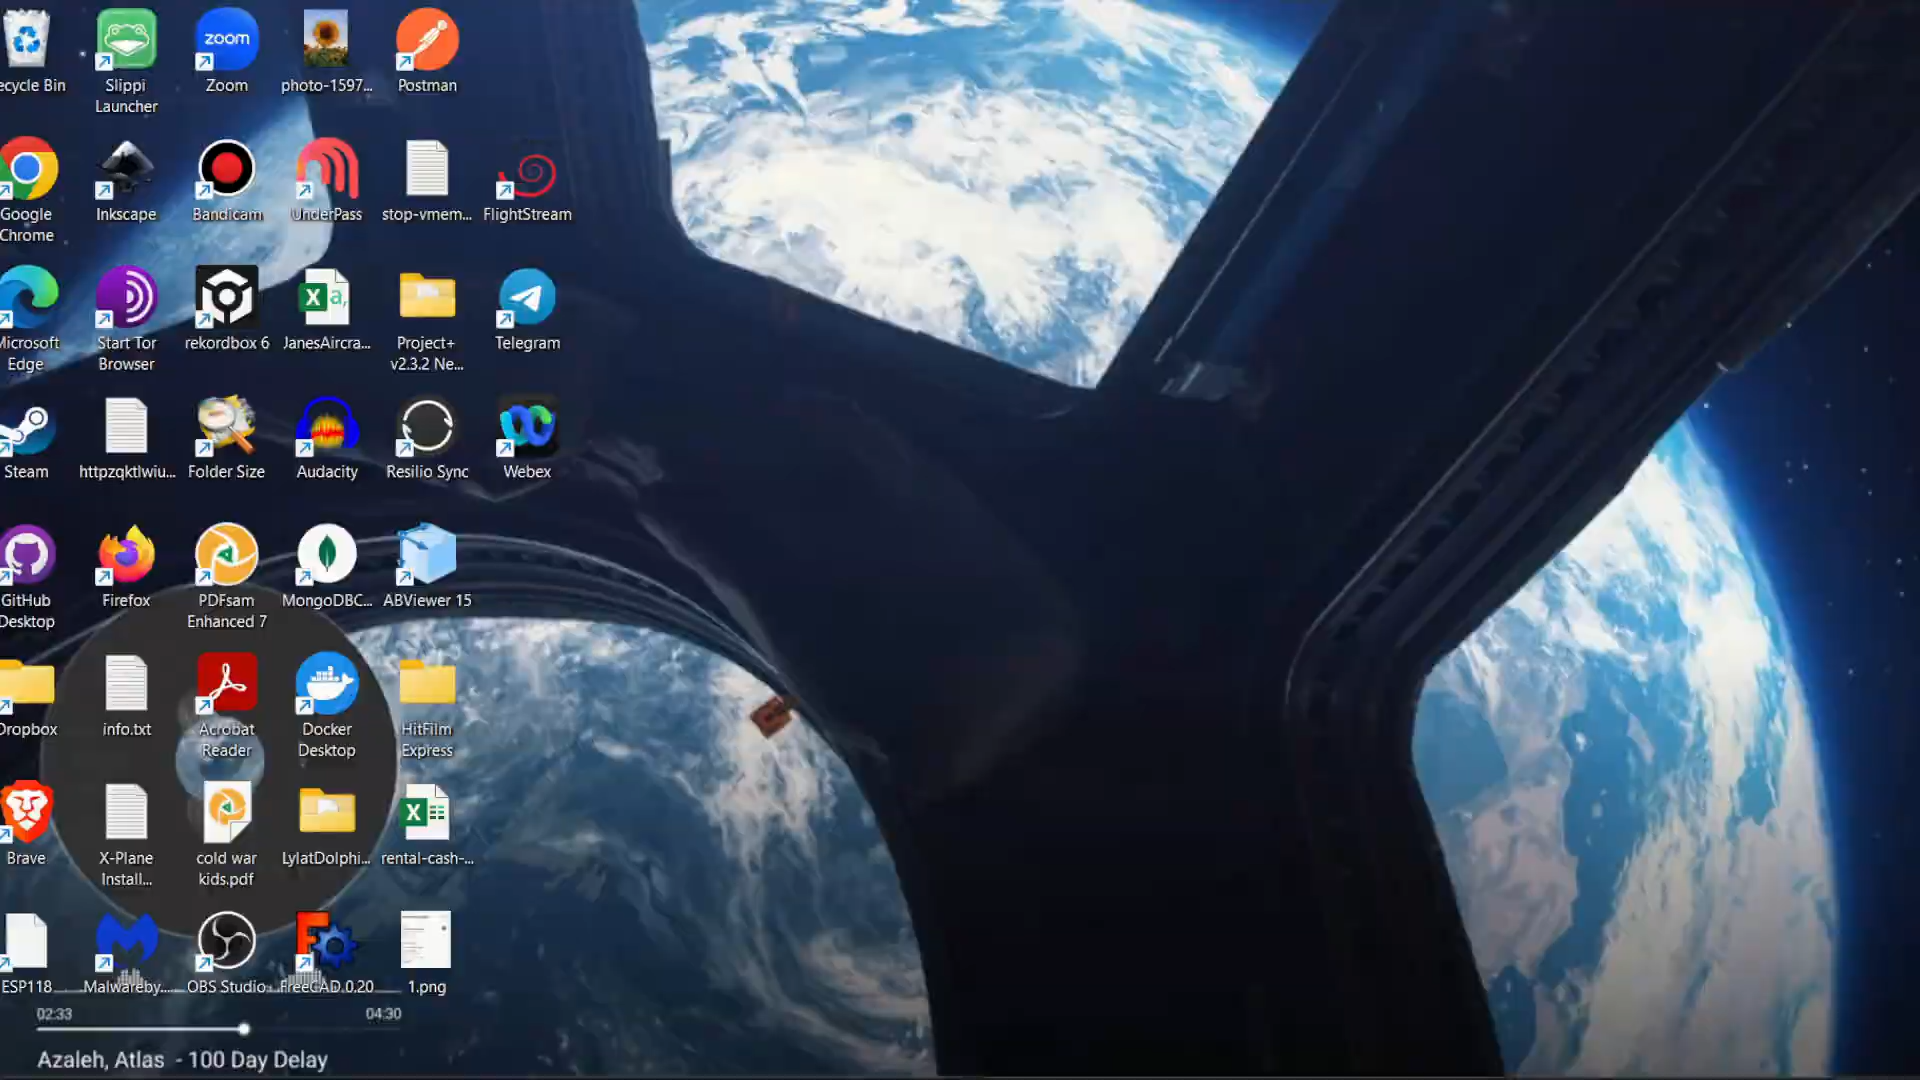 ecycle Bin
Slippi
Launcher
zoom
Zoom
photo-1597...
Postman
Google
Chrome
Inkscape
Bandicam
UnderPass
stop-vmem...
FlightStream
Microsoft
Edge
Start Tor
Browser
rekordbox 6
X a,
JanesAircra...
Project+
v2.3.2 Ne...
Telegram
Steam
httpzqktlwiu...
Folder Size
Audacity
Resilio Sync
Webex
GitHub
Desktop
Firefox
PDFsam
Enhanced 7
MongoDBC...
ABViewer 15
Dropbox
info.txt
Acrobat
Reader
Docker
Desktop
HitFilm
Express
Brave
X-Plane
Install...
cold war
kids.pdf
LylatDolphi...
X
rental-cash-...
ESP118...
Malwareby...
OBS Studio
FreeCAD 0.20
1.png
02:33
04:30
Azaleh, Atlas - 100 Day Delay